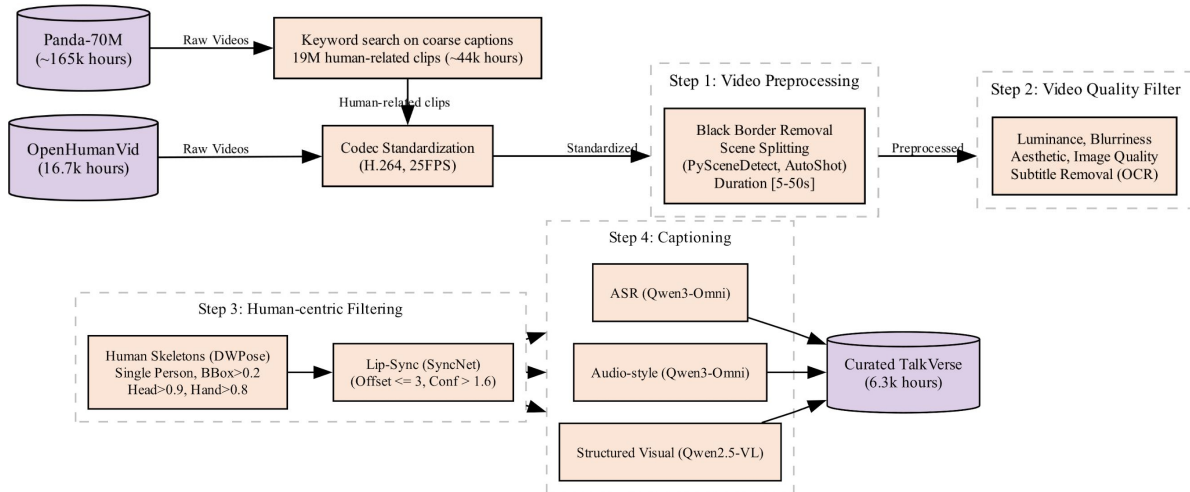 Panda-70M
(~165k hours)
Raw Videos
Keyword search on coarse captions
19M human-related clips (~44k hours)
Human-related clips
OpenHumanVid
(16.7k hours)
Raw Videos
Codec Standardization
(H.264, 25FPS)
Standardized
Step 1: Video Preprocessing
Black Border Removal
Scene Splitting
(PySceneDetect, AutoShot)
Duration [5-50s]
Preprocessed
Step 2: Video Quality Filter
Luminance, Blurriness
Aesthetic, Image Quality
Subtitle Removal (OCR)
Step 3: Human-centric Filtering
Human Skeletons (DWPose)
Single Person, BBox>0.2
Head>0.9, Hand>0.8
Lip-Sync (SyncNet)
(Offset <= 3, Conf > 1.6)
Step 4: Captioning
ASR (Qwen3-Omni)
Audio-style (Qwen3-Omni)
Structured Visual (Qwen2.5-VL)
Curated TalkVerse
(6.3k hours)